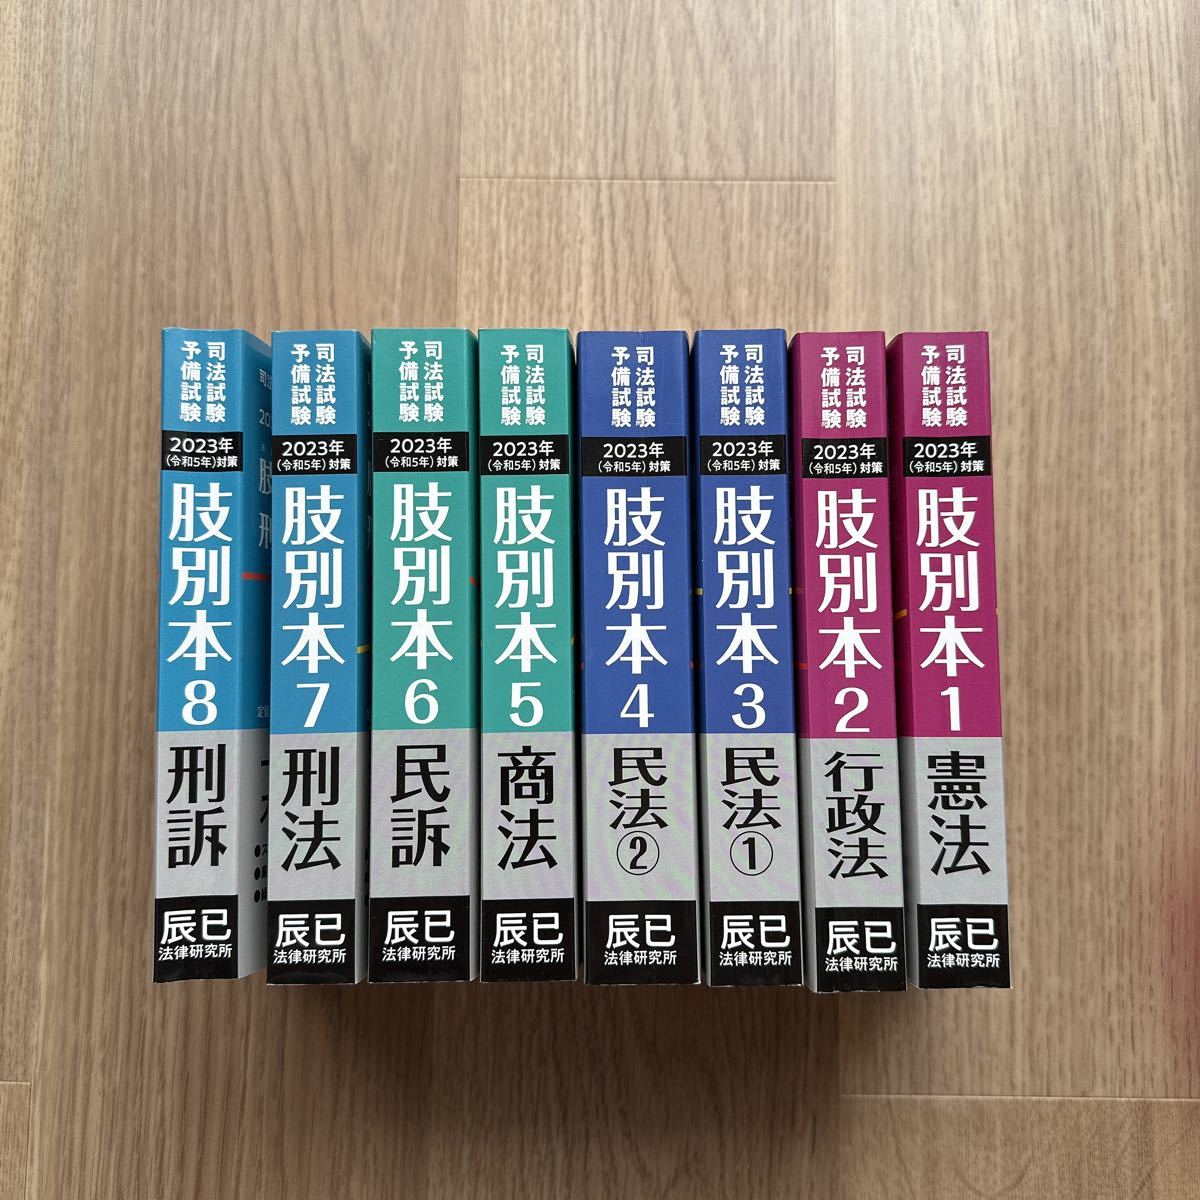 司法試験
予備試験
2023年
(令和5年)対策
肢別本
8
刑訴
辰已
法律研究所
司法試験
予備試験
2023年
(令和5年)対策
肢別本
7
刑法
辰已
法律研究所
司法試験
予備試験
2023年
(令和5年)対策
肢別本
6
民訴
辰已
法律研究所
司法試験
予備試験
2023年
(令和5年)対策
肢別本
5
商法
辰已
法律研究所
司法試験
予備試験
2023年
(令和5年)対策
肢別本
4
民法②
辰已
法律研究所
司法試験
予備試験
2023年
(令和5年)対策
肢別本
3
民法①
辰已
法律研究所
司法試験
予備試験
2023年
(令和5年)対策
肢別本
2
行政法
辰已
法律研究所
司法試験
予備試験
2023年
(令和5年)対策
肢別本
1
憲法
辰已
法律研究所